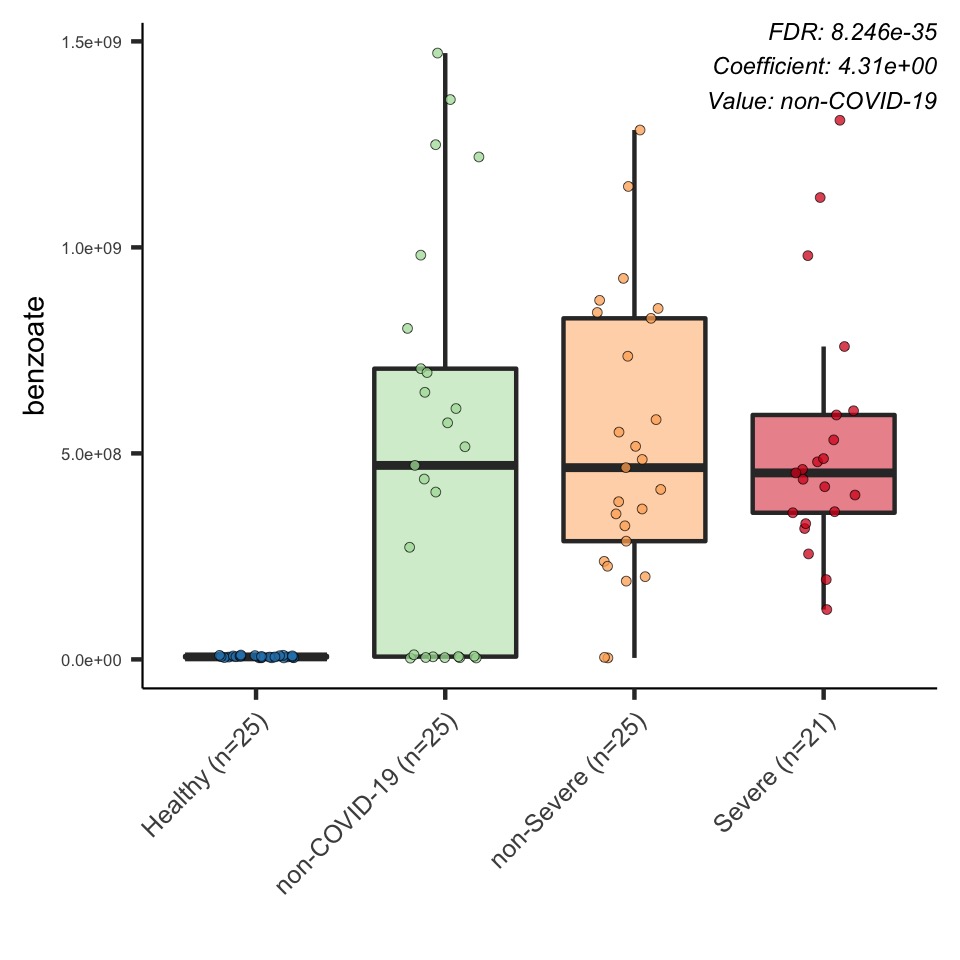 FDR: 8.246e-35
Coefficient: 4.31e+00
Value: non-COVID-19
benzoate
1.5e+09
1.0e+09
5.0e+08
0.0e+00
Healthy (n=25)
non-COVID-19 (n=25)
non-Severe (n=25)
Severe (n=21)